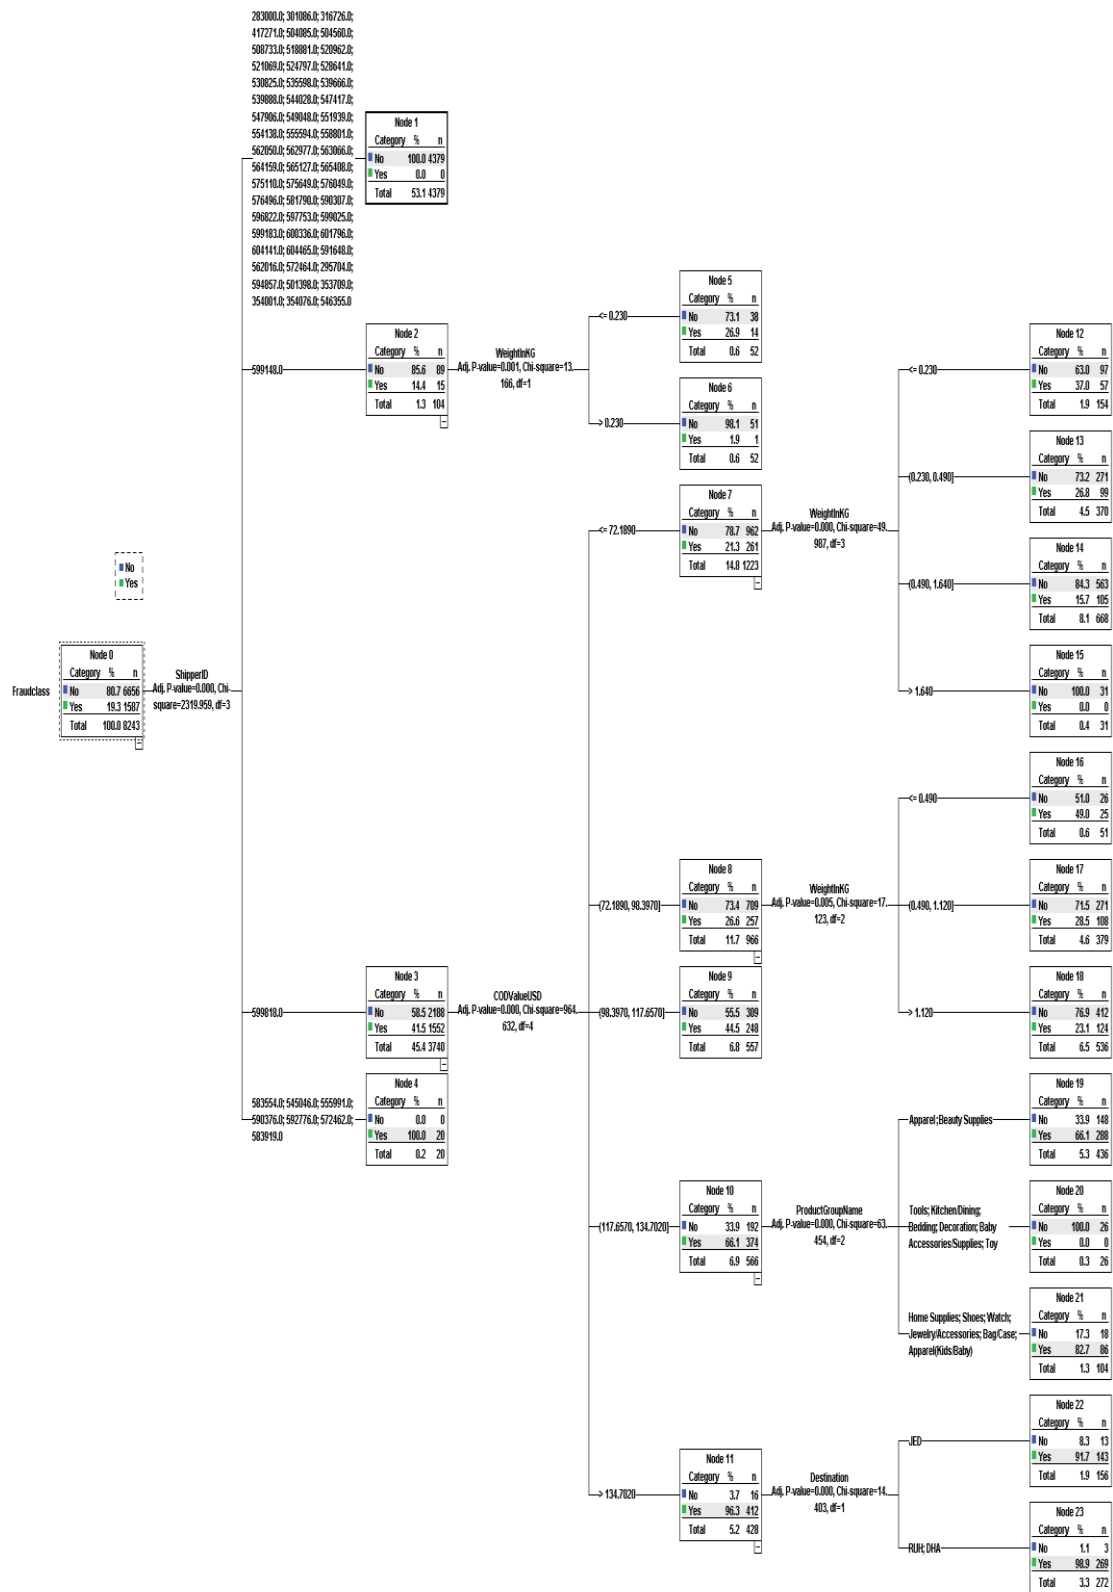 283000.0; 301086.0; 316726.0;
417271.0; 504085.0; 504560.0;
508733.0; 518881.0; 520962.0;
521069.0; 524797.0; 528641.0;
530825.0; 535598.0; 539666.0;
539888.0; 544028.0; 547417.0;
547906.0; 549048.0; 551939.0;
554138.0; 555594.0; 558801.0;
562050.0; 562977.0; 563066.0;
564159.0; 565127.0; 565408.0;
575110.0; 575649.0; 576049.0;
576496.0; 581790.0; 590307.0;
596822.0; 597753.0; 599025.0;
599183.0; 600336.0; 601796.0;
604141.0; 604465.0; 591648.0;
562016.0; 572464.0; 295704.0;
594857.0; 501398.0; 353709.0;
354001.0; 354076.0; 546355.0
Node 1
Category % n
No 100.0 4379
Yes 0.0 0
Total 53.1 4379
599148.0
Node 2
Category % n
No 85.6 89
Yes 14.4 15
Total 1.3 104
WeightInKG
Adj. P-value=0.001, Chi-square=13.
166, df=1
<= 0.230
Node 5
Category % n
No 73.1 38
Yes 26.9 14
Total 0.6 52
> 0.230
Node 6
Category % n
No 98.1 51
Yes 1.9 1
Total 0.6 52
No
Yes
Fraudclass
Node 0
Category % n
No 80.7 6656
Yes 19.3 1587
Total 100.0 8243
ShipperID
Adj. P-value=0.000, Chi-
square=2319.959, df=3
599818.0
Node 3
Category % n
No 58.5 2188
Yes 41.5 1552
Total 45.4 3740
CODValueUSD
Adj. P-value=0.000, Chi-square=964.
632, df=4
583554.0; 545046.0; 555991.0;
590376.0; 592776.0; 572462.0;
583919.0
Node 4
Category % n
No 0.0 0
Yes 100.0 20
Total 0.2 20
<= 72.1890
Node 7
Category % n
No 78.7 962
Yes 21.3 261
Total 14.8 1223
WeightInKG
Adj. P-value=0.000, Chi-square=49.
987, df=3
<= 0.230
Node 12
Category % n
No 63.0 97
Yes 37.0 57
Total 1.9 154
(0.230, 0.490]
Node 13
Category % n
No 73.2 271
Yes 26.8 99
Total 4.5 370
(0.490, 1.640]
Node 14
Category % n
No 84.3 563
Yes 15.7 105
Total 8.1 668
> 1.640
Node 15
Category % n
No 100.0 31
Yes 0.0 0
Total 0.4 31
(72.1890, 98.3970]
Node 8
Category % n
No 73.4 709
Yes 26.6 257
Total 11.7 966
WeightInKG
Adj. P-value=0.005, Chi-square=17.
123, df=2
<= 0.490
Node 16
Category % n
No 51.0 26
Yes 49.0 25
Total 0.6 51
(0.490, 1.120]
Node 17
Category % n
No 71.5 271
Yes 28.5 108
Total 4.6 379
> 1.120
Node 18
Category % n
No 76.9 412
Yes 23.1 124
Total 6.5 536
(98.3970, 117.6570]
Node 9
Category % n
No 55.5 309
Yes 44.5 248
Total 6.8 557
(117.6570, 134.7020]
Node 10
Category % n
No 33.9 192
Yes 66.1 374
Total 6.9 566
ProductGroupName
Adj. P-value=0.000, Chi-square=63.
454, df=2
Apparel;Beauty Supplies
Node 19
Category % n
No 33.9 148
Yes 66.1 288
Total 5.3 436
Tools; Kitchen/Dining;
Bedding; Decoration; Baby
Accessories/Supplies; Toy
Node 20
Category % n
No 100.0 26
Yes 0.0 0
Total 0.3 26
Home Supplies; Shoes; Watch;
Jewelry/Accessories; Bag/Case;
Apparel(Kids/Baby)
Node 21
Category % n
No 17.3 18
Yes 82.7 86
Total 1.3 104
> 134.7020
Node 11
Category % n
No 3.7 16
Yes 96.3 412
Total 5.2 428
Destination
Adj. P-value=0.000, Chi-square=14.
403, df=1
JED
Node 22
Category % n
No 8.3 13
Yes 91.7 143
Total 1.9 156
RUH; DHA
Node 23
Category % n
No 1.1 3
Yes 98.9 269
Total 3.3 272